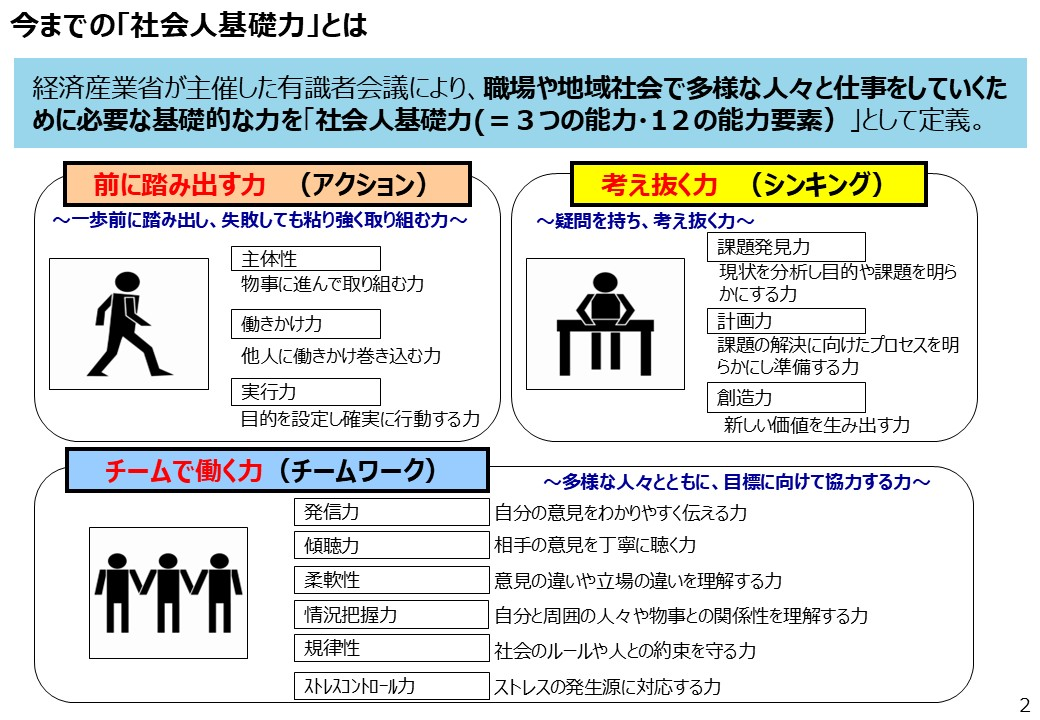 今までの「社会人基礎力」とは
経済産業省が主催した有識者会議により、職場や地域社会で多様な人々と仕事をしていくた
めに必要な基礎的な力を「社会人基礎力(=３つの能力・１２の能力要素）」として定義。
前に踏み出す力　（アクション）
～一歩前に踏み出し、失敗しても粘り強く取り組む力～
主体性
物事に進んで取り組む力
働きかけ力
他人に働きかけ巻き込む力
実行力
目的を設定し確実に行動する力
考え抜く力　（シンキング）
～疑問を持ち、考え抜く力～
課題発見力
現状を分析し目的や課題を明ら
かにする力
計画力
課題の解決に向けたプロセスを明
らかにし準備する力
創造力
新しい価値を生み出す力
チームで働く力（チームワーク）
～多様な人々とともに、目標に向けて協力する力～
発信力
自分の意見をわかりやすく伝える力
傾聴力
相手の意見を丁寧に聴く力
柔軟性
意見の違いや立場の違いを理解する力
情況把握力
自分と周囲の人々や物事との関係性を理解する力
規律性
社会のルールや人との約束を守る力
ｽﾄﾚｽｺﾝﾄﾛｰﾙ力
ストレスの発生源に対応する力
2